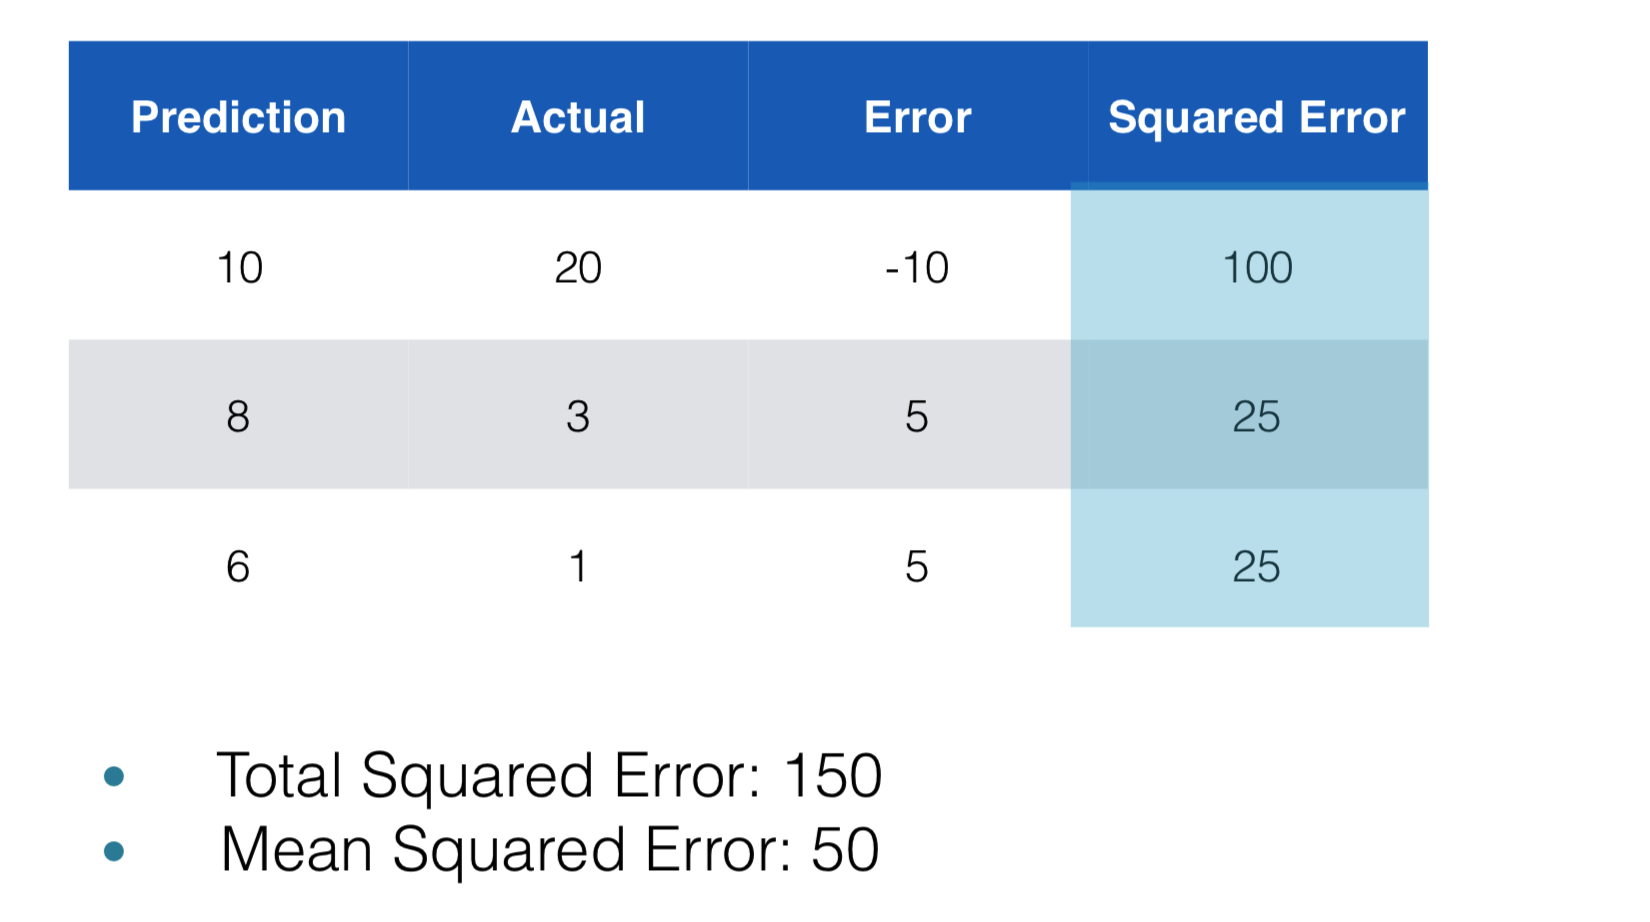 Prediction Actual Error Squared Error
10 20 -10 100
8 3 5 25
6 1 5 25
• Total Squared Error: 150
• Mean Squared Error: 50